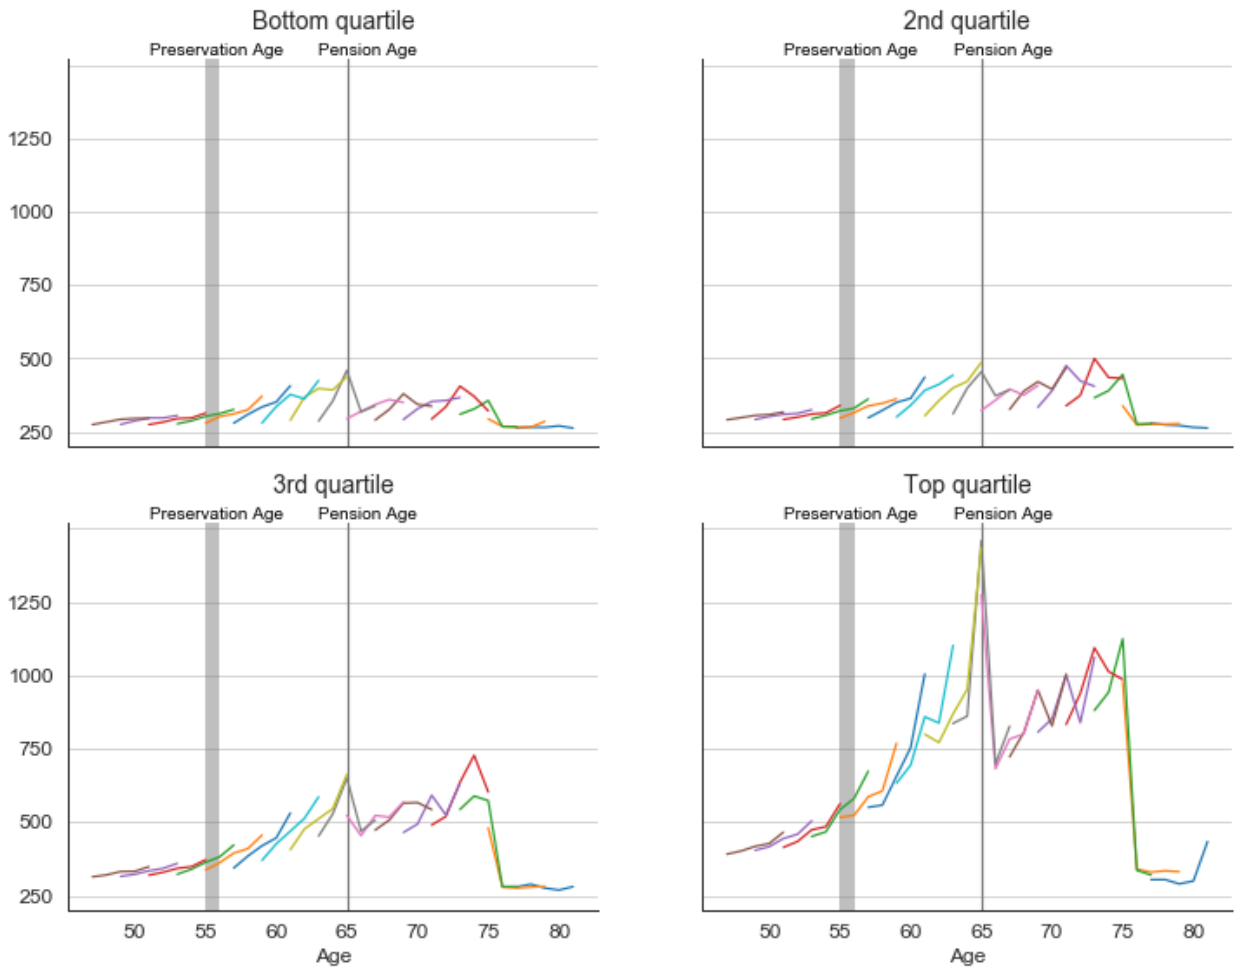 Bottom quartile
Preservation Age Pension Age
1250
1000
750
500
250
2nd quartile
Preservation Age Pension Age
3rd quartile
Preservation Age Pension Age
1250
1000
750
500
250
50 55 60 65 70 75 80
Age
Top quartile
Preservation Age Pension Age
50 55 60 65 70 75 80
Age